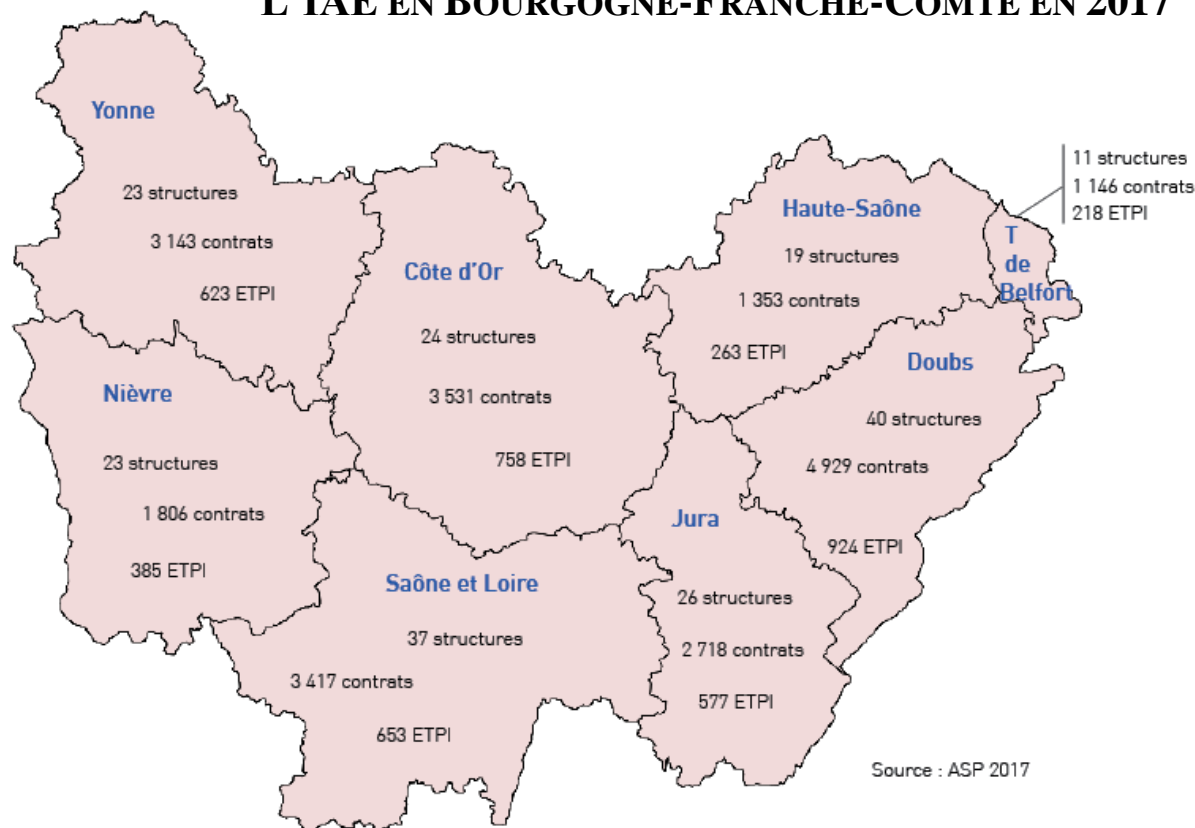 L'IAE EN BOURGOGNE-FRANCHE-COMTÉ EN 2017
Yonne
23 structures
3 143 contrats
623 ETPI
Côte d'Or
24 structures
3 531 contrats
758 ETPI
Haute-Saône
19 structures
1 353 contrats
263 ETPI
11 structures
1 146 contrats
218 ETPI
T
de
Belfort
Doubs
40 structures
4 929 contrats
924 ETPI
Nièvre
23 structures
1 806 contrats
385 ETPI
Saône et Loire
37 structures
3 417 contrats
653 ETPI
Jura
26 structures
2 718 contrats
577 ETPI
Source : ASP 2017